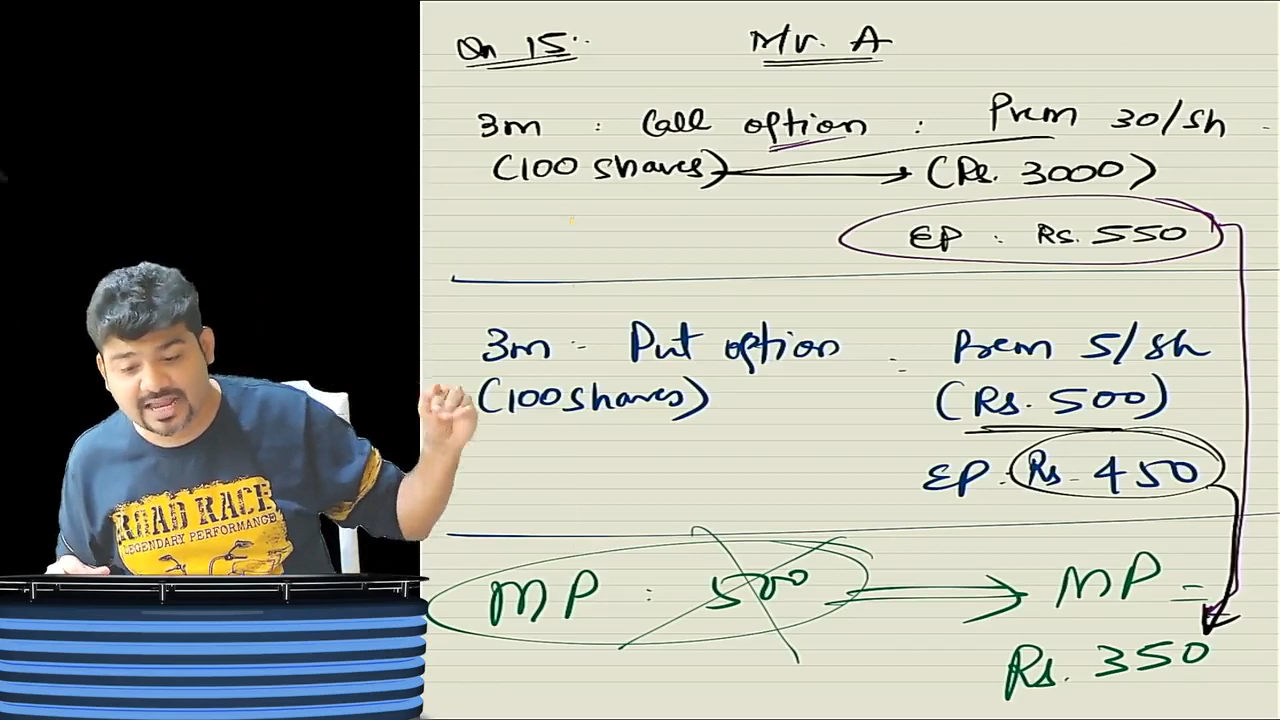 On 15:. Mr. A
3m : Call option : Prem 30/sh
(100 shares) (Rs. 3000)
EP : Rs. 550
3m - Put option - Prem 5/sh
(100 shares) (Rs. 500)
EP : Rs. 450
MP : 500 MP =
Rs. 350
ROAD RACE
LEGENDARY PERFORMANCE